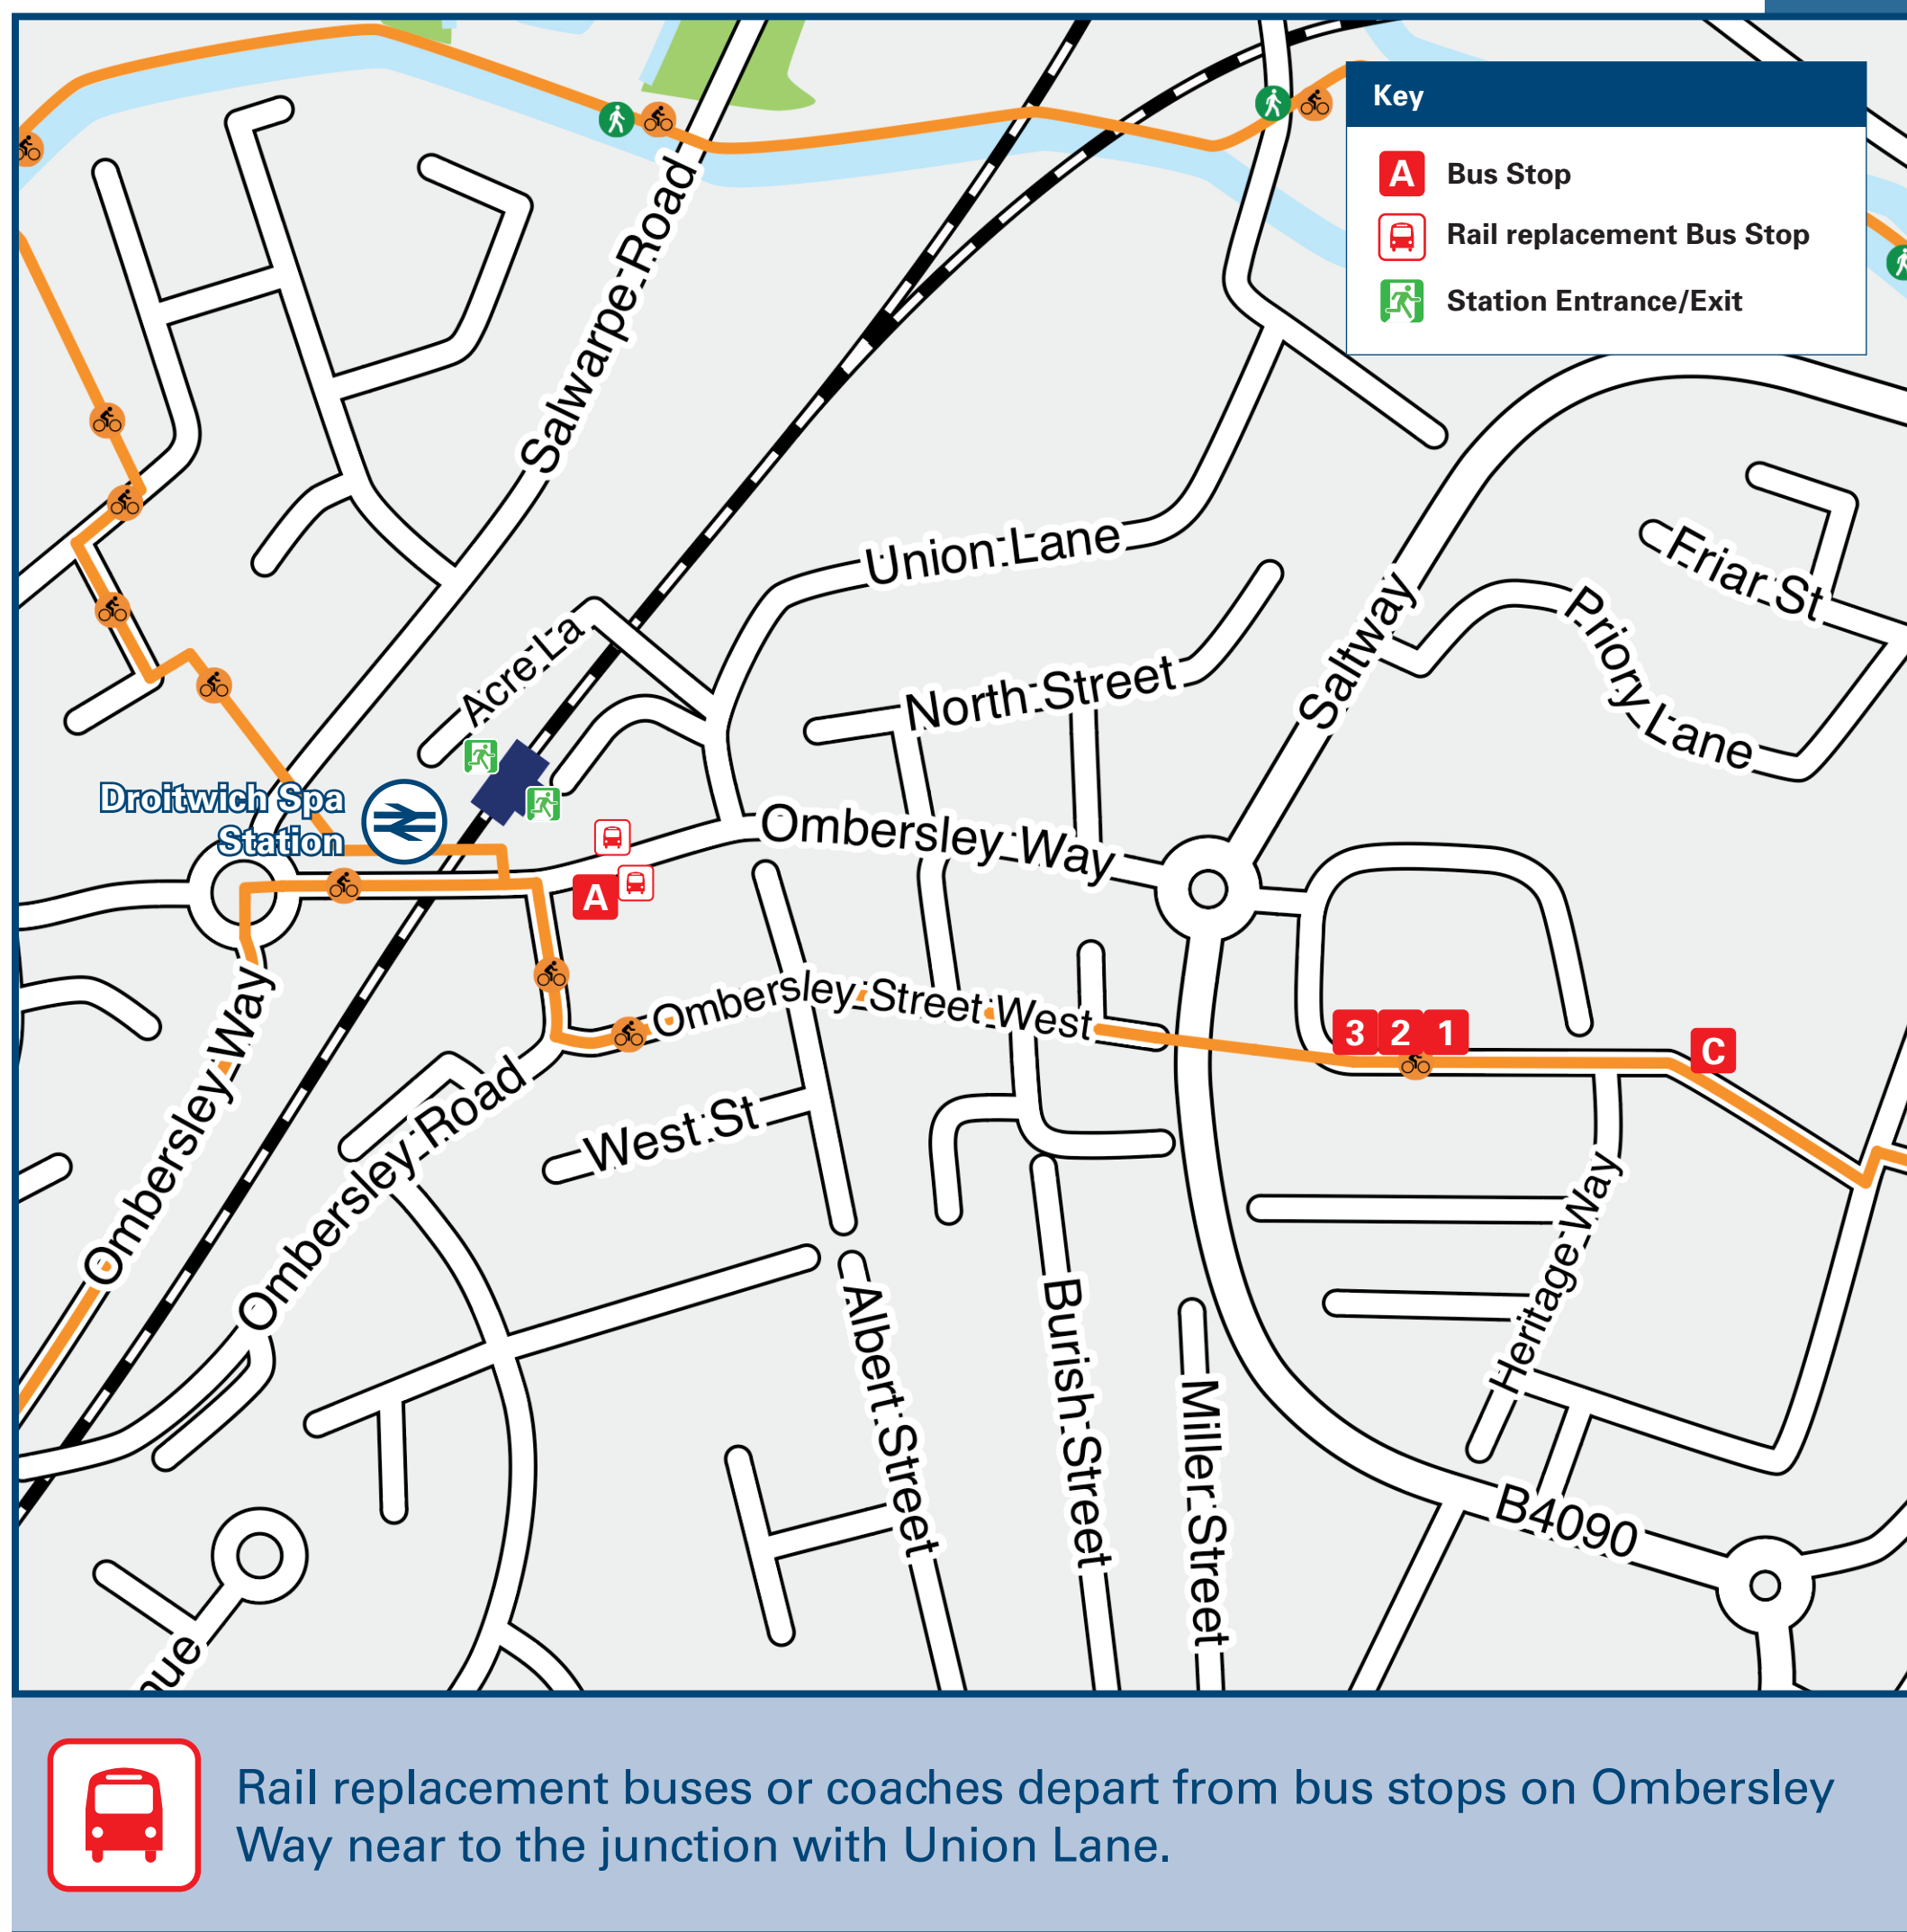 Key
A Bus Stop
Rail replacement Bus Stop
Station Entrance/Exit
Salwarpe Road
Union Lane
Friar St
Acre La
North Street
Saltway
Priory Lane
Droitwich Spa
Station
Ombersley Way
A
Ombersley Street West
3 2 1
C
Ombersley Way
Ombersley Road
West St
Heritage Way
Albert Street
Burish Street
Miller Street
B4090
nue
Rail replacement buses or coaches depart from bus stops on Ombersley
Way near to the junction with Union Lane.